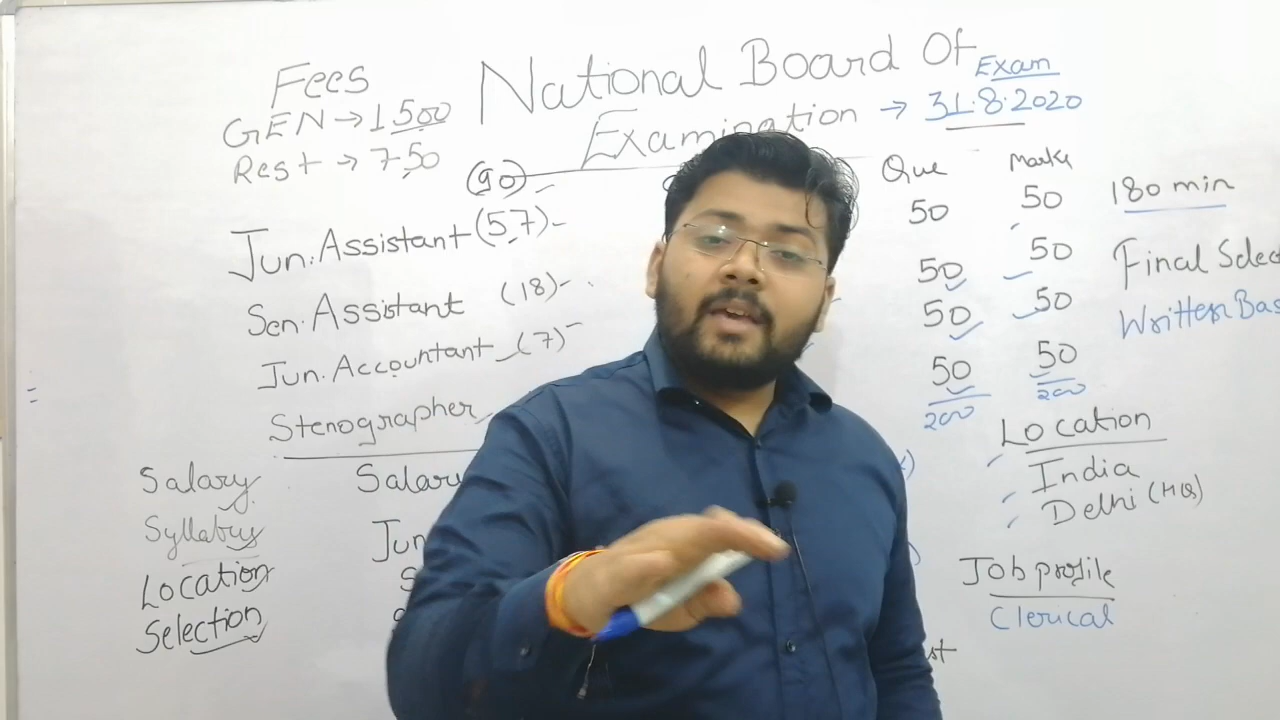 Fees
GEN → 1500
Rest → 750
National Board Of
Examination → Exam
31.8.2020
(90)
Jun. Assistant (57)-
Sen. Assistant (18)-
Jun. Accountant (7)-
Stenographer
Que Marks
50 50
50 50
50 50
50 50
200 200
180 min
Final Selec
Written Bas
Location
India
Delhi (HQ)
Job profile
Clerical
Salary
Syllabus
Location
Selection
Salary
Jun